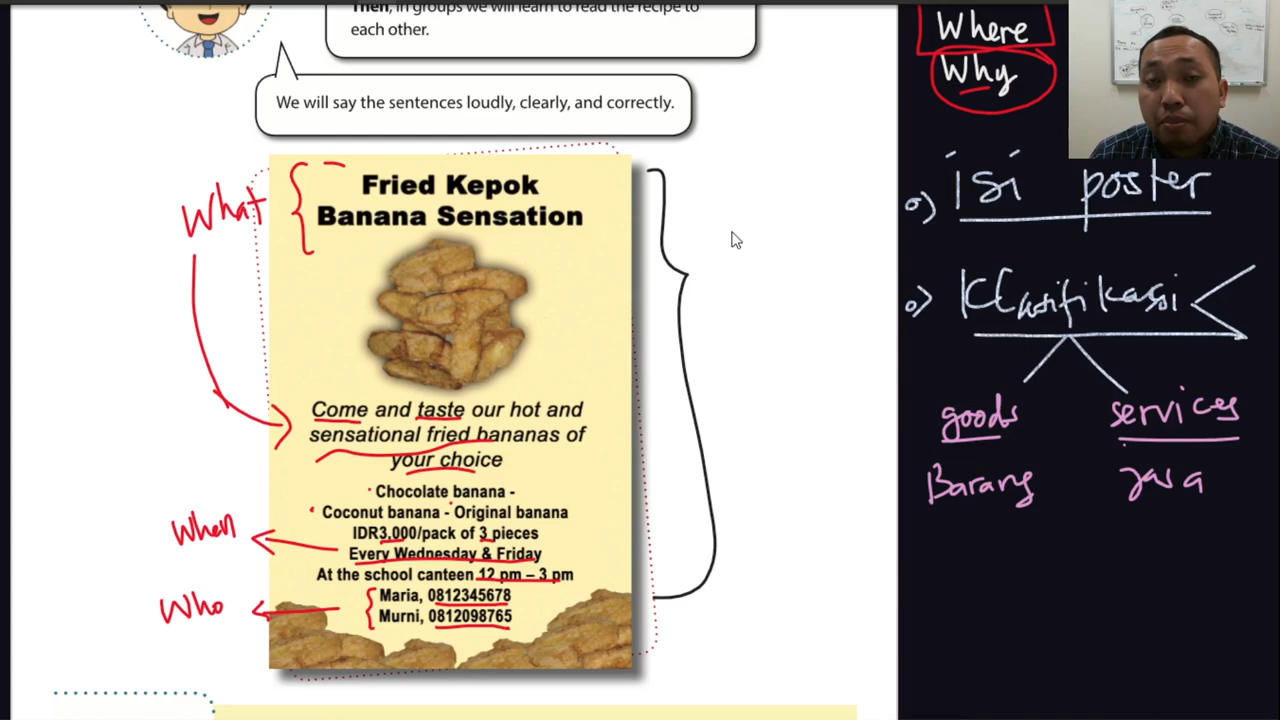 Then, in groups we will learn to read the recipe to
each other.
We will say the sentences loudly, clearly, and correctly.
What
Fried Kepok
Banana Sensation
Come and taste our hot and
sensational fried bananas of
your choice
Chocolate banana -
Coconut banana - Original banana
IDR3,000/pack of 3 pieces
Every Wednesday & Friday
At the school canteen 12 pm – 3 pm
Maria, 0812345678
Murni, 0812098765
When
Who
Where
Why
isi poster
Klasifikasi
goods
services
Barang
jasa